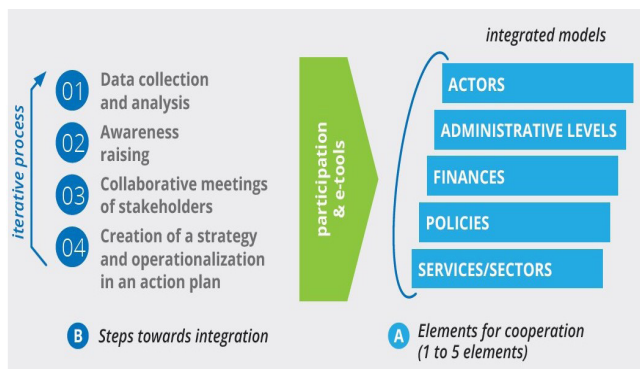 integrated models
iterative process
01 Data collection
and analysis
02 Awareness
raising
03 Collaborative meetings
of stakeholders
04 Creation of a strategy
and operationalization
in an action plan
participation
& e-tools
ACTORS
ADMINISTRATIVE LEVELS
FINANCES
POLICIES
SERVICES/SECTORS
B Steps towards integration
A Elements for cooperation
(1 to 5 elements)